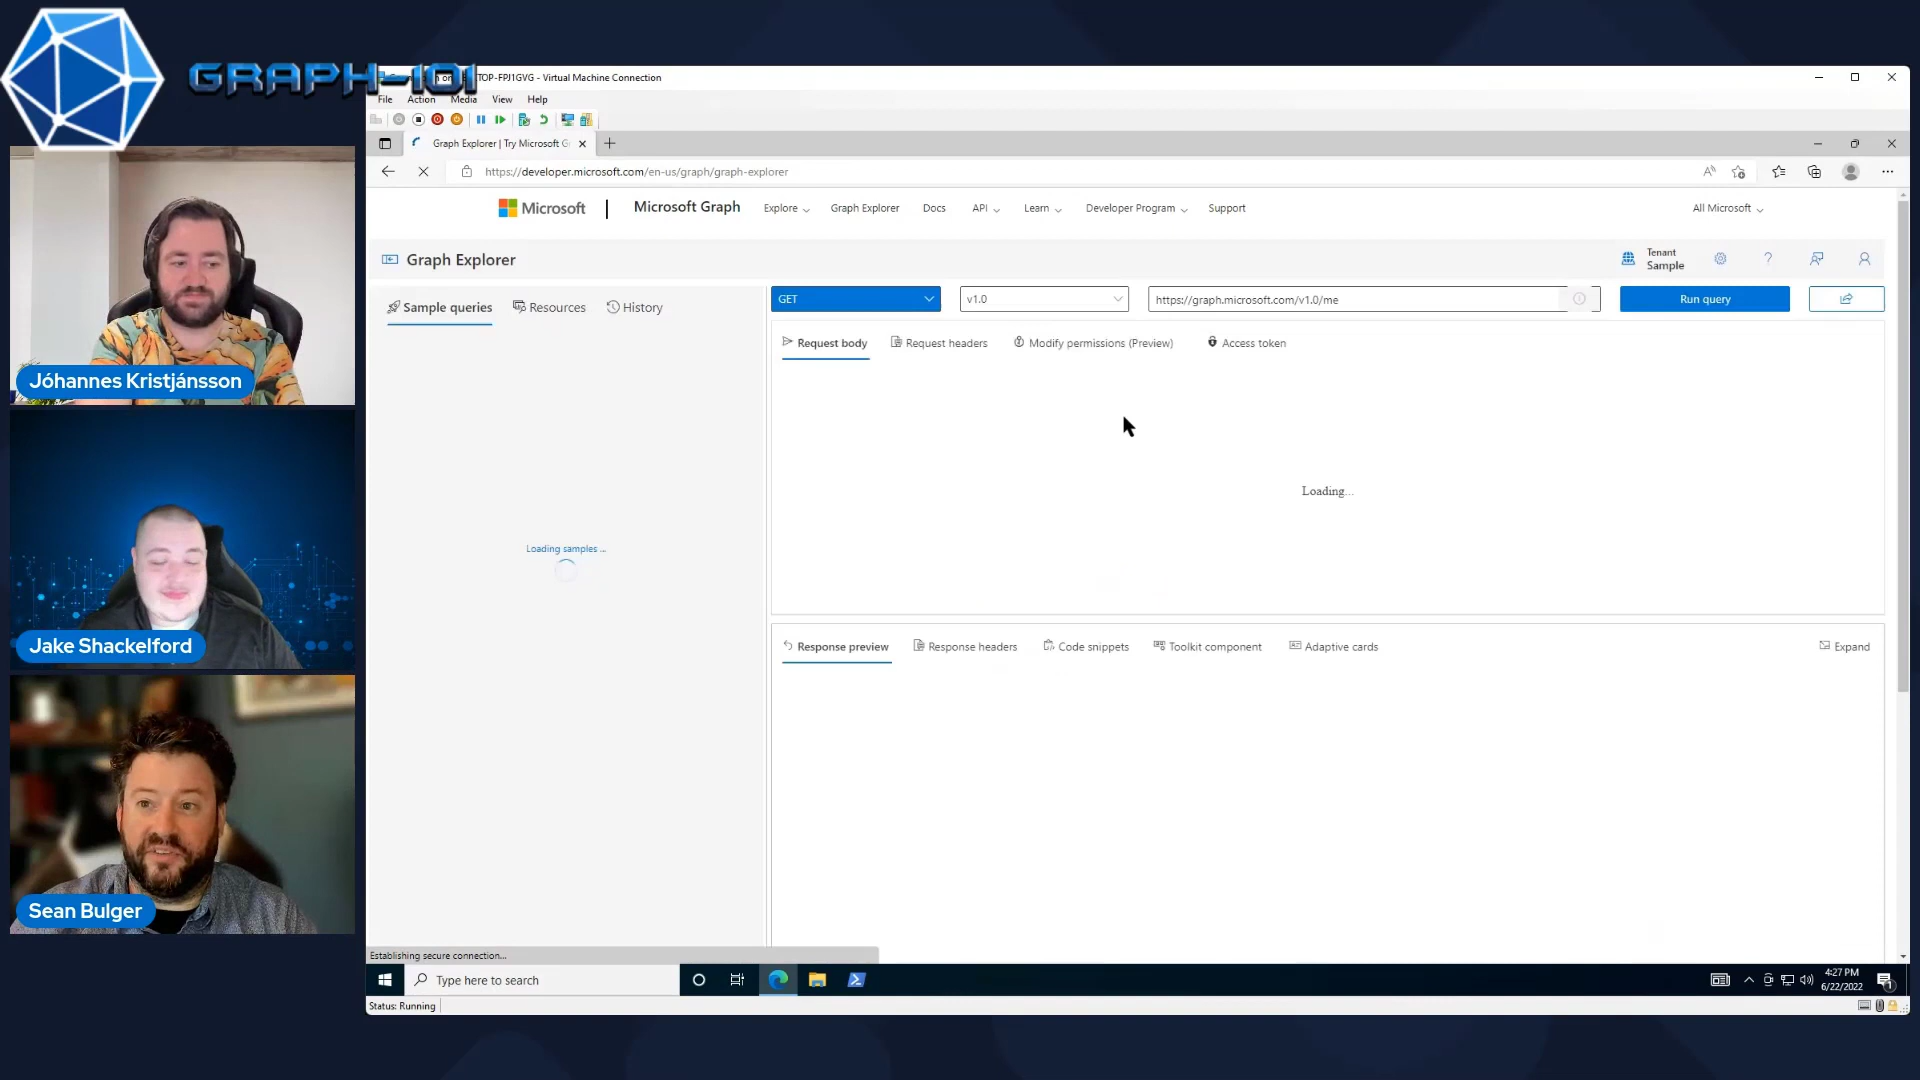 GRAPH-101
TOP-FPJ1GVG - Virtual Machine Connection
File Action Media View Help
Graph Explorer | Try Microsoft Gr
https://developer.microsoft.com/en-us/graph/graph-explorer
Microsoft | Microsoft Graph Explore Graph Explorer Docs API Learn Developer Program Support All Microsoft
Graph Explorer
Tenant
Sample
Sample queries Resources History
GET v1.0 https://graph.microsoft.com/v1.0/me Run query
Request body Request headers Modify permissions (Preview) Access token
Loading...
Loading samples ...
Response preview Response headers Code snippets Toolkit component Adaptive cards Expand
Establishing secure connection...
Type here to search
4:27 PM
6/22/2022
1
Status: Running
Jóhannes Kristjánsson
Jake Shackelford
Sean Bulger